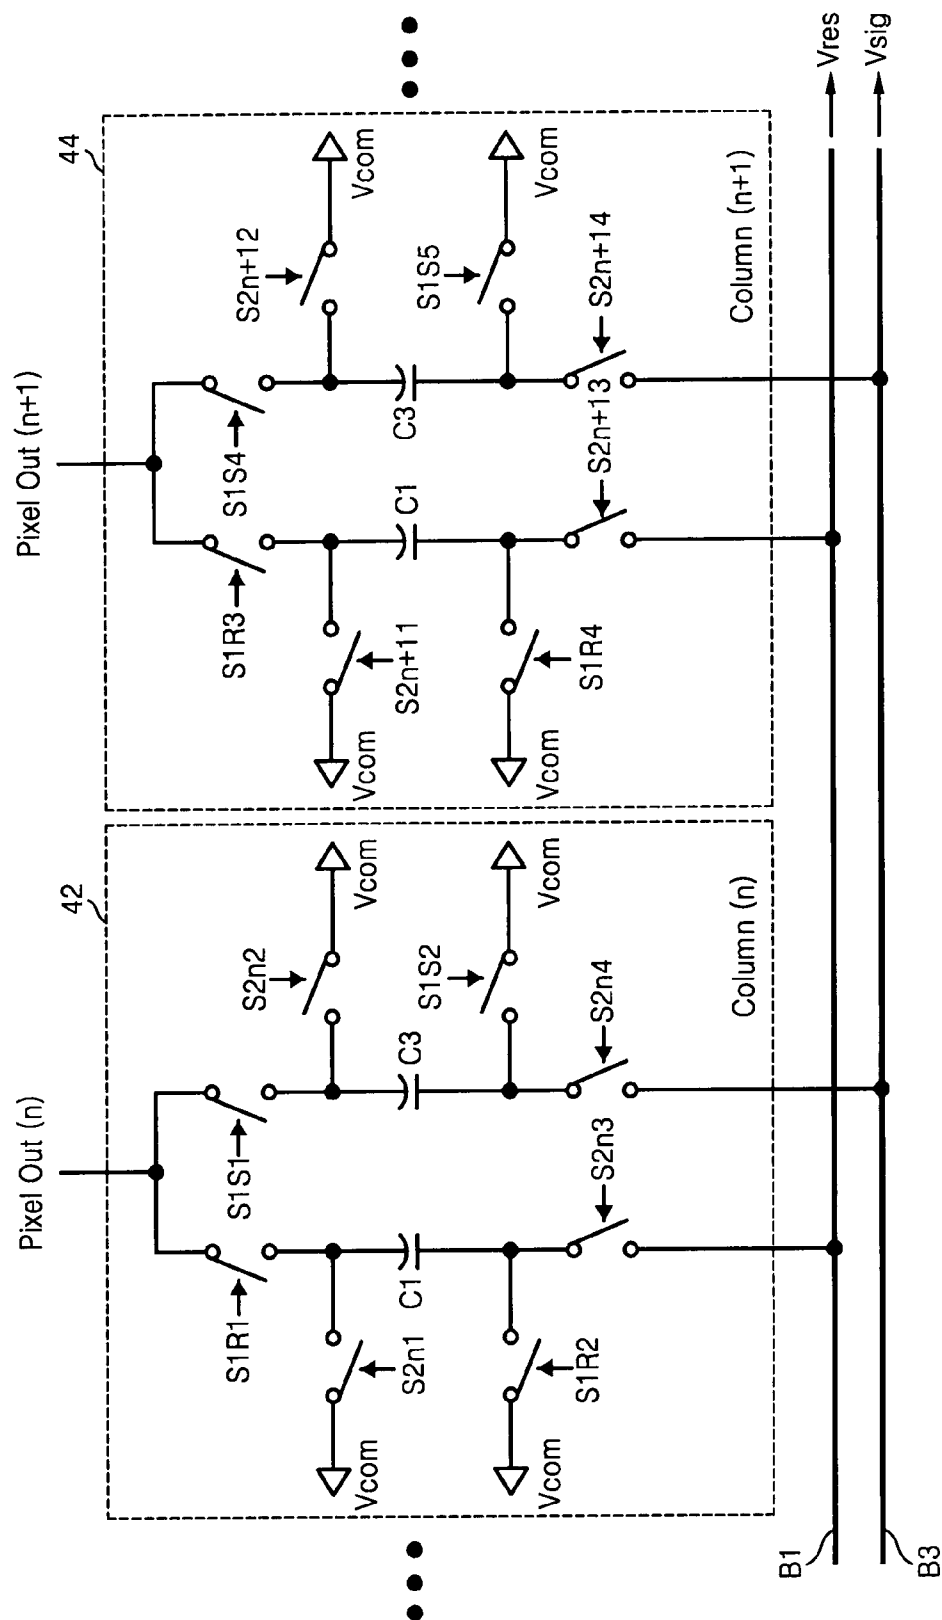 Pixel Out (n)
42
S1R1
S1S1
S2n2
Vcom
S2n1
Vcom
C1
C3
S1S2
Vcom
S1R2
Vcom
S2n3
S2n4
Column (n)
Pixel Out (n+1)
44
S1R3
S1S4
S2n+12
Vcom
S2n+11
Vcom
C1
C3
S1S5
Vcom
S1R4
Vcom
S2n+13
S2n+14
Column (n+1)
B1
Vres
B3
Vsig